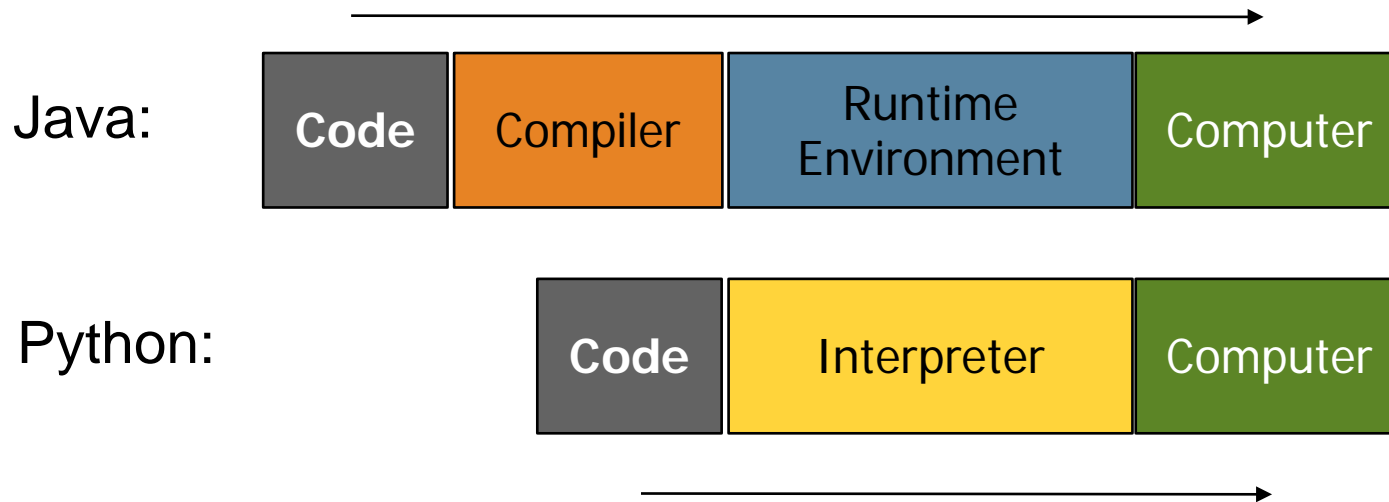 Java:
Code
Compiler
Runtime
Environment
Computer
Python:
Code
Interpreter
Computer